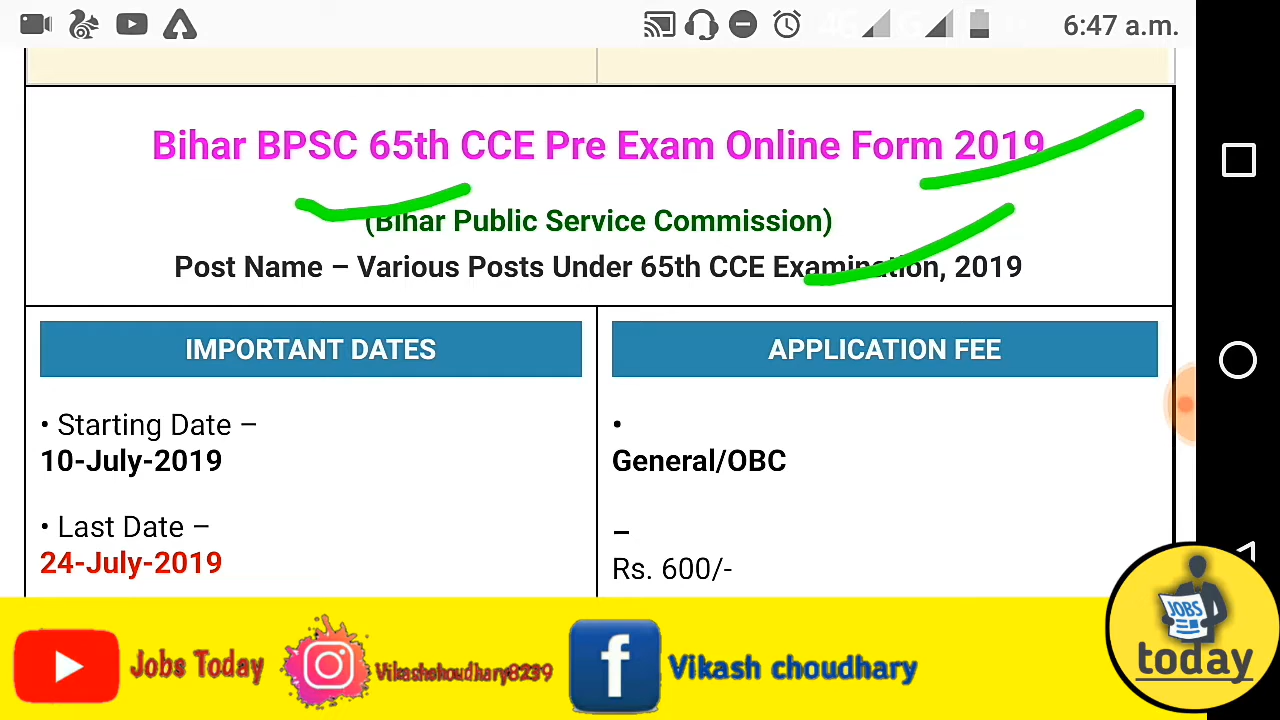 6:47 a.m.
Bihar BPSC 65th CCE Pre Exam Online Form 2019
(Bihar Public Service Commission)
Post Name – Various Posts Under 65th CCE Examination, 2019
IMPORTANT DATES
APPLICATION FEE
• Starting Date –
10-July-2019
• Last Date –
24-July-2019
•
General/OBC
–
Rs. 600/-
Jobs Today
Vikashchoudhary8239
f
Vikash choudhary
JOBS
today